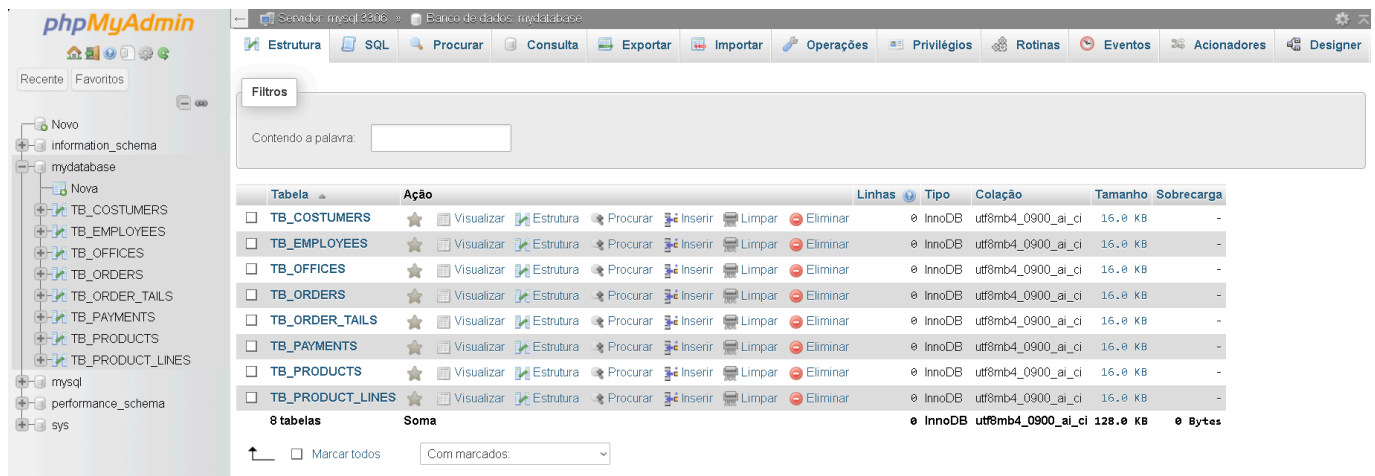 phpMyAdmin
Recente Favoritos
Novo
information_schema
mydatabase
Nova
TB_COSTUMERS
TB_EMPLOYEES
TB_OFFICES
TB_ORDERS
TB_ORDER_TAILS
TB_PAYMENTS
TB_PRODUCTS
TB_PRODUCT_LINES
mysql
performance_schema
sys
Servidor: mysql:3306 » Banco de dados: mydatabase
Estrutura SQL Procurar Consulta Exportar Importar Operações Privilégios Rotinas Eventos Acionadores Designer
Filtros
Contendo a palavra:
Tabela Ação Linhas Tipo Colação Tamanho Sobrecarga
TB_COSTUMERS Visualizar Estrutura Procurar Inserir Limpar Eliminar 0 InnoDB utf8mb4_0900_ai_ci 16.0 KB -
TB_EMPLOYEES Visualizar Estrutura Procurar Inserir Limpar Eliminar 0 InnoDB utf8mb4_0900_ai_ci 16.0 KB -
TB_OFFICES Visualizar Estrutura Procurar Inserir Limpar Eliminar 0 InnoDB utf8mb4_0900_ai_ci 16.0 KB -
TB_ORDERS Visualizar Estrutura Procurar Inserir Limpar Eliminar 0 InnoDB utf8mb4_0900_ai_ci 16.0 KB -
TB_ORDER_TAILS Visualizar Estrutura Procurar Inserir Limpar Eliminar 0 InnoDB utf8mb4_0900_ai_ci 16.0 KB -
TB_PAYMENTS Visualizar Estrutura Procurar Inserir Limpar Eliminar 0 InnoDB utf8mb4_0900_ai_ci 16.0 KB -
TB_PRODUCTS Visualizar Estrutura Procurar Inserir Limpar Eliminar 0 InnoDB utf8mb4_0900_ai_ci 16.0 KB -
TB_PRODUCT_LINES Visualizar Estrutura Procurar Inserir Limpar Eliminar 0 InnoDB utf8mb4_0900_ai_ci 16.0 KB -
8 tabelas Soma 0 InnoDB utf8mb4_0900_ai_ci 128.0 KB 0 Bytes
Marcar todos Com marcados: